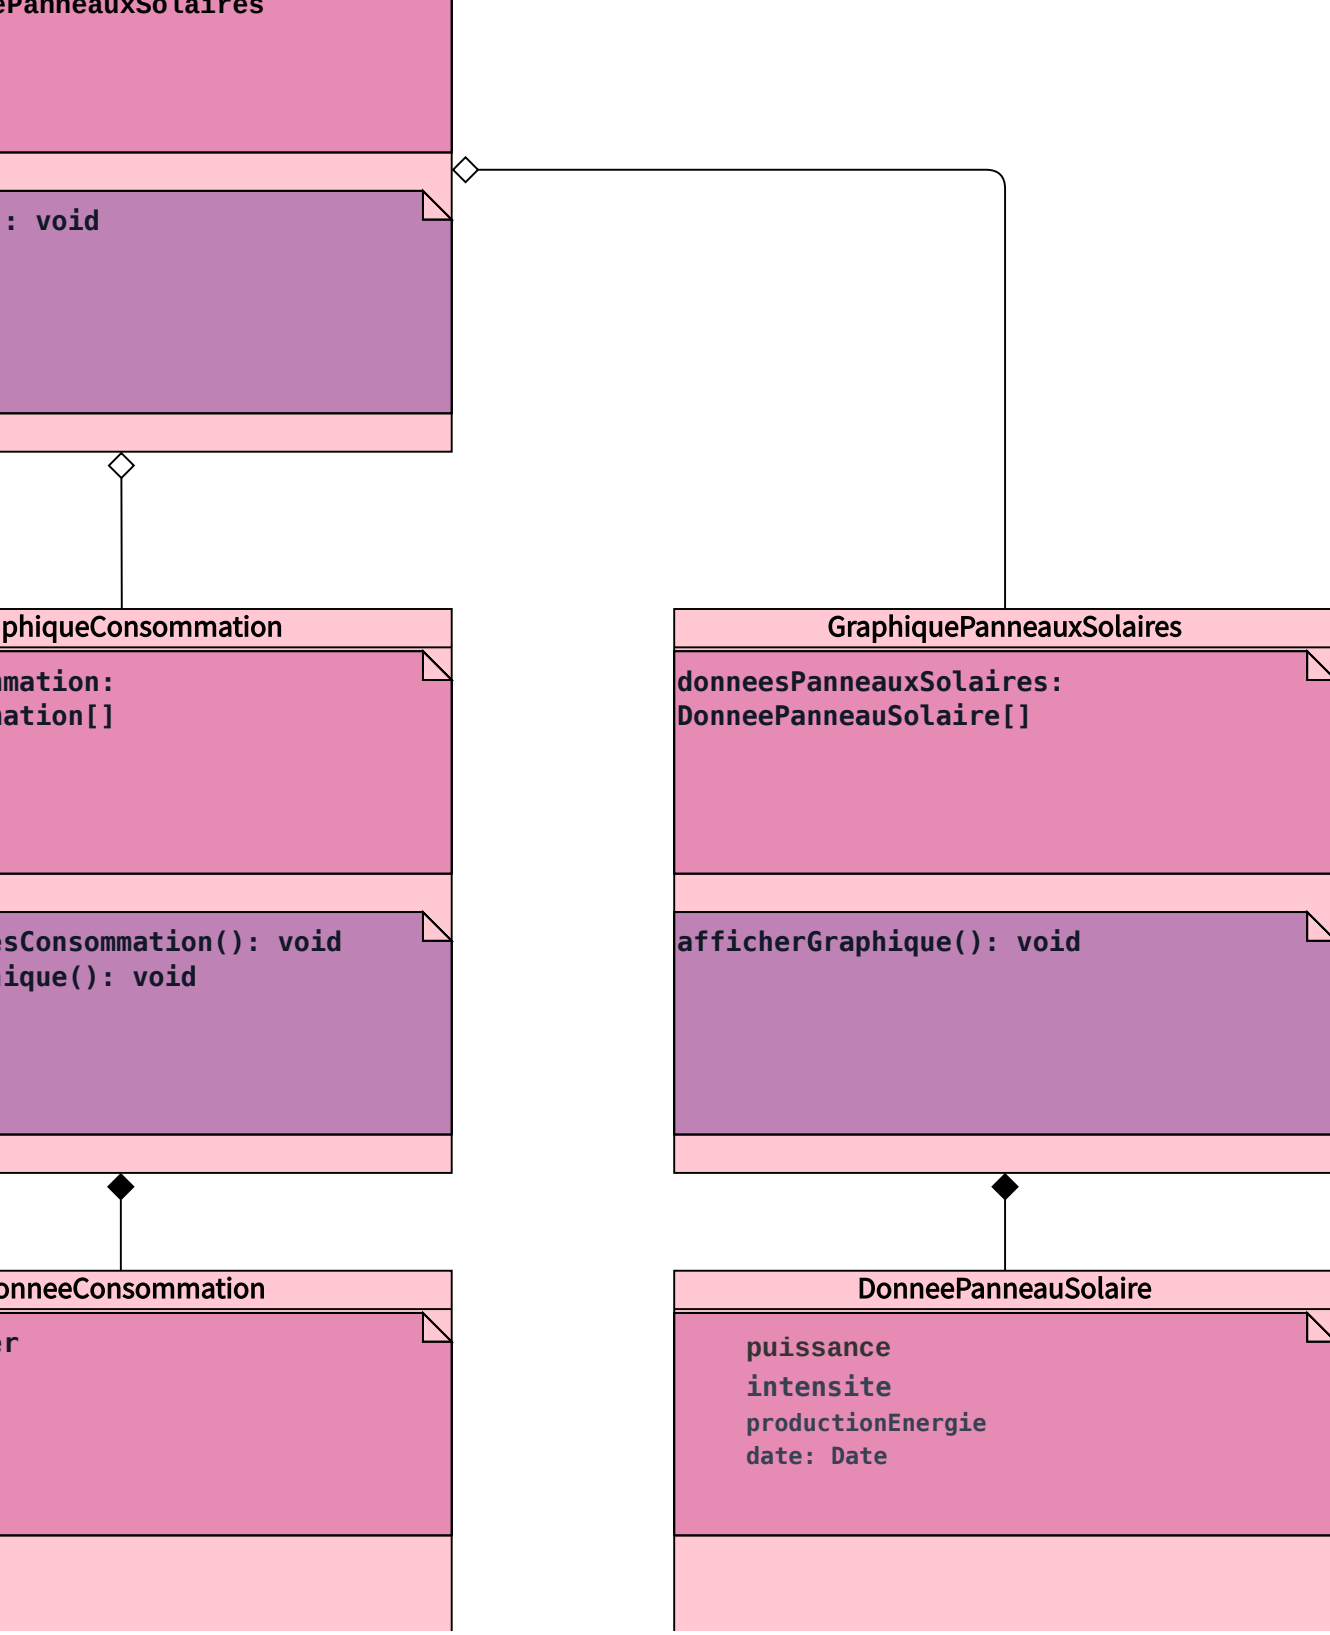 ePanneauxSolaires
: void
phiqueConsommation
mation:
ation[]
esConsommation(): void
ique(): void
onneeConsommation
er
GraphiquePanneauxSolaires
donneesPanneauxSolaires:
DonneePanneauSolaire[]
afficherGraphique(): void
DonneePanneauSolaire
puissance
intensite
productionEnergie
date: Date